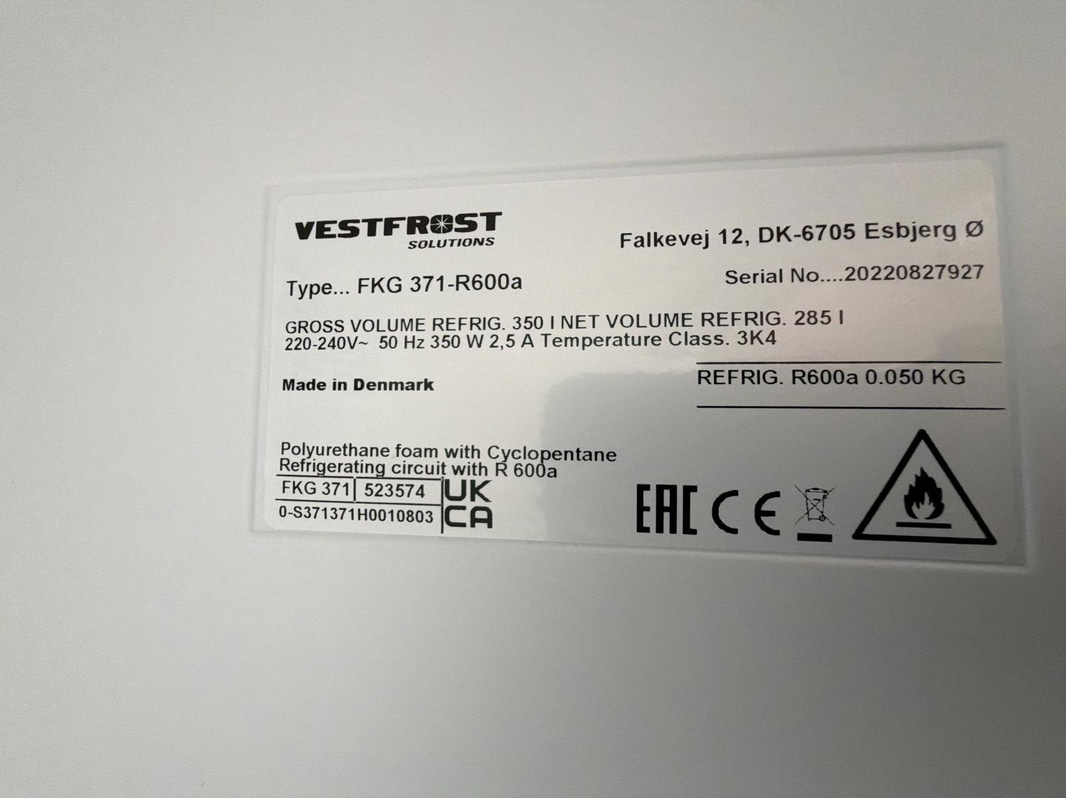 VESTFROST
SOLUTIONS
Falkevej 12, DK-6705 Esbjerg Ø
Type... FKG 371-R600a
Serial No....20220827927
GROSS VOLUME REFRIG. 350 l NET VOLUME REFRIG. 285 l
220-240V~ 50 Hz 350 W 2,5 A Temperature Class. 3K4
Made in Denmark
REFRIG. R600a 0.050 KG
Polyurethane foam with Cyclopentane
Refrigerating circuit with R 600a
FKG 371 523574
0-S371371H0010803
UK
CA
EAC CE